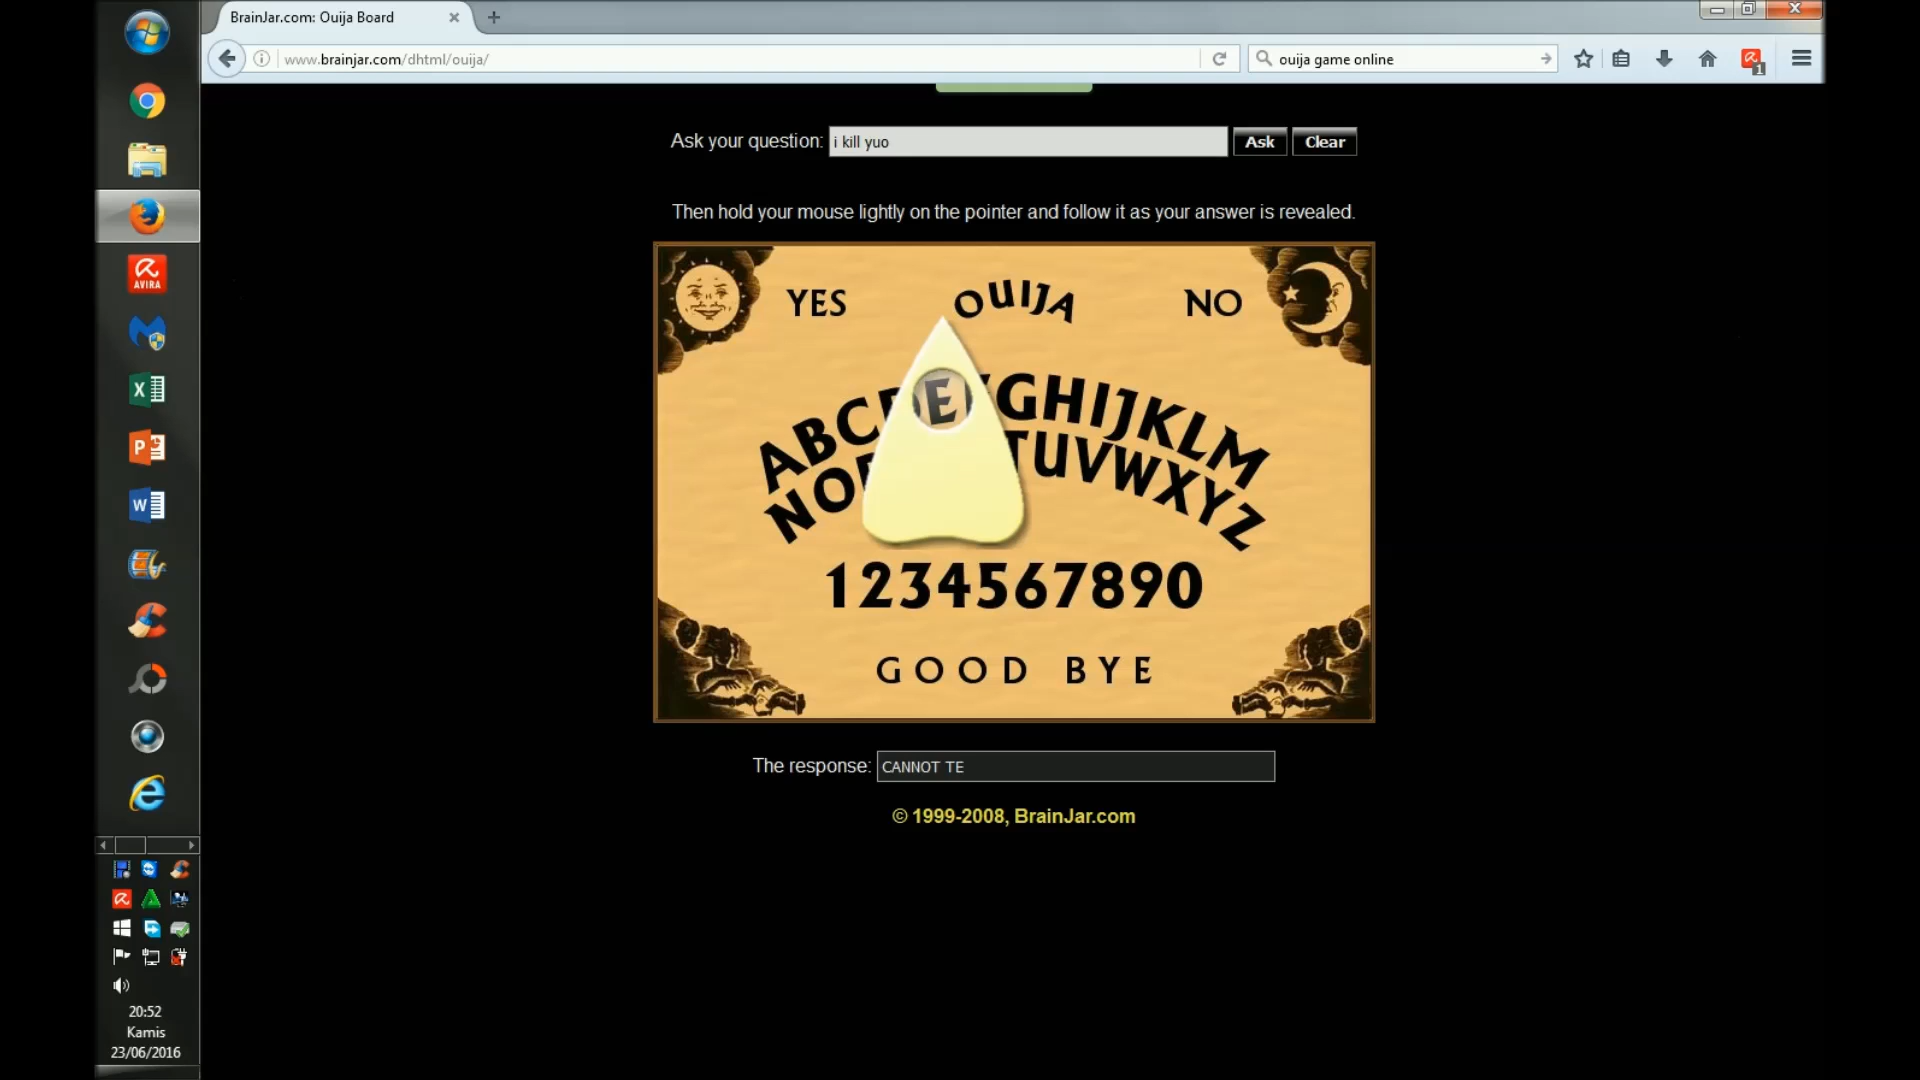 BrainJar.com: Ouija Board
www.brainjar.com/dhtml/ouija/
ouija game online
1
Ask your question: i kill yuo Ask Clear
Then hold your mouse lightly on the pointer and follow it as your answer is revealed.
YES OUIJA NO
ABCDE GHIJKLM
NO TUVWXYZ
1234567890
GOOD BYE
The response: CANNOT TE
© 1999-2008, BrainJar.com
AVIRA
20:52
Kamis
23/06/2016